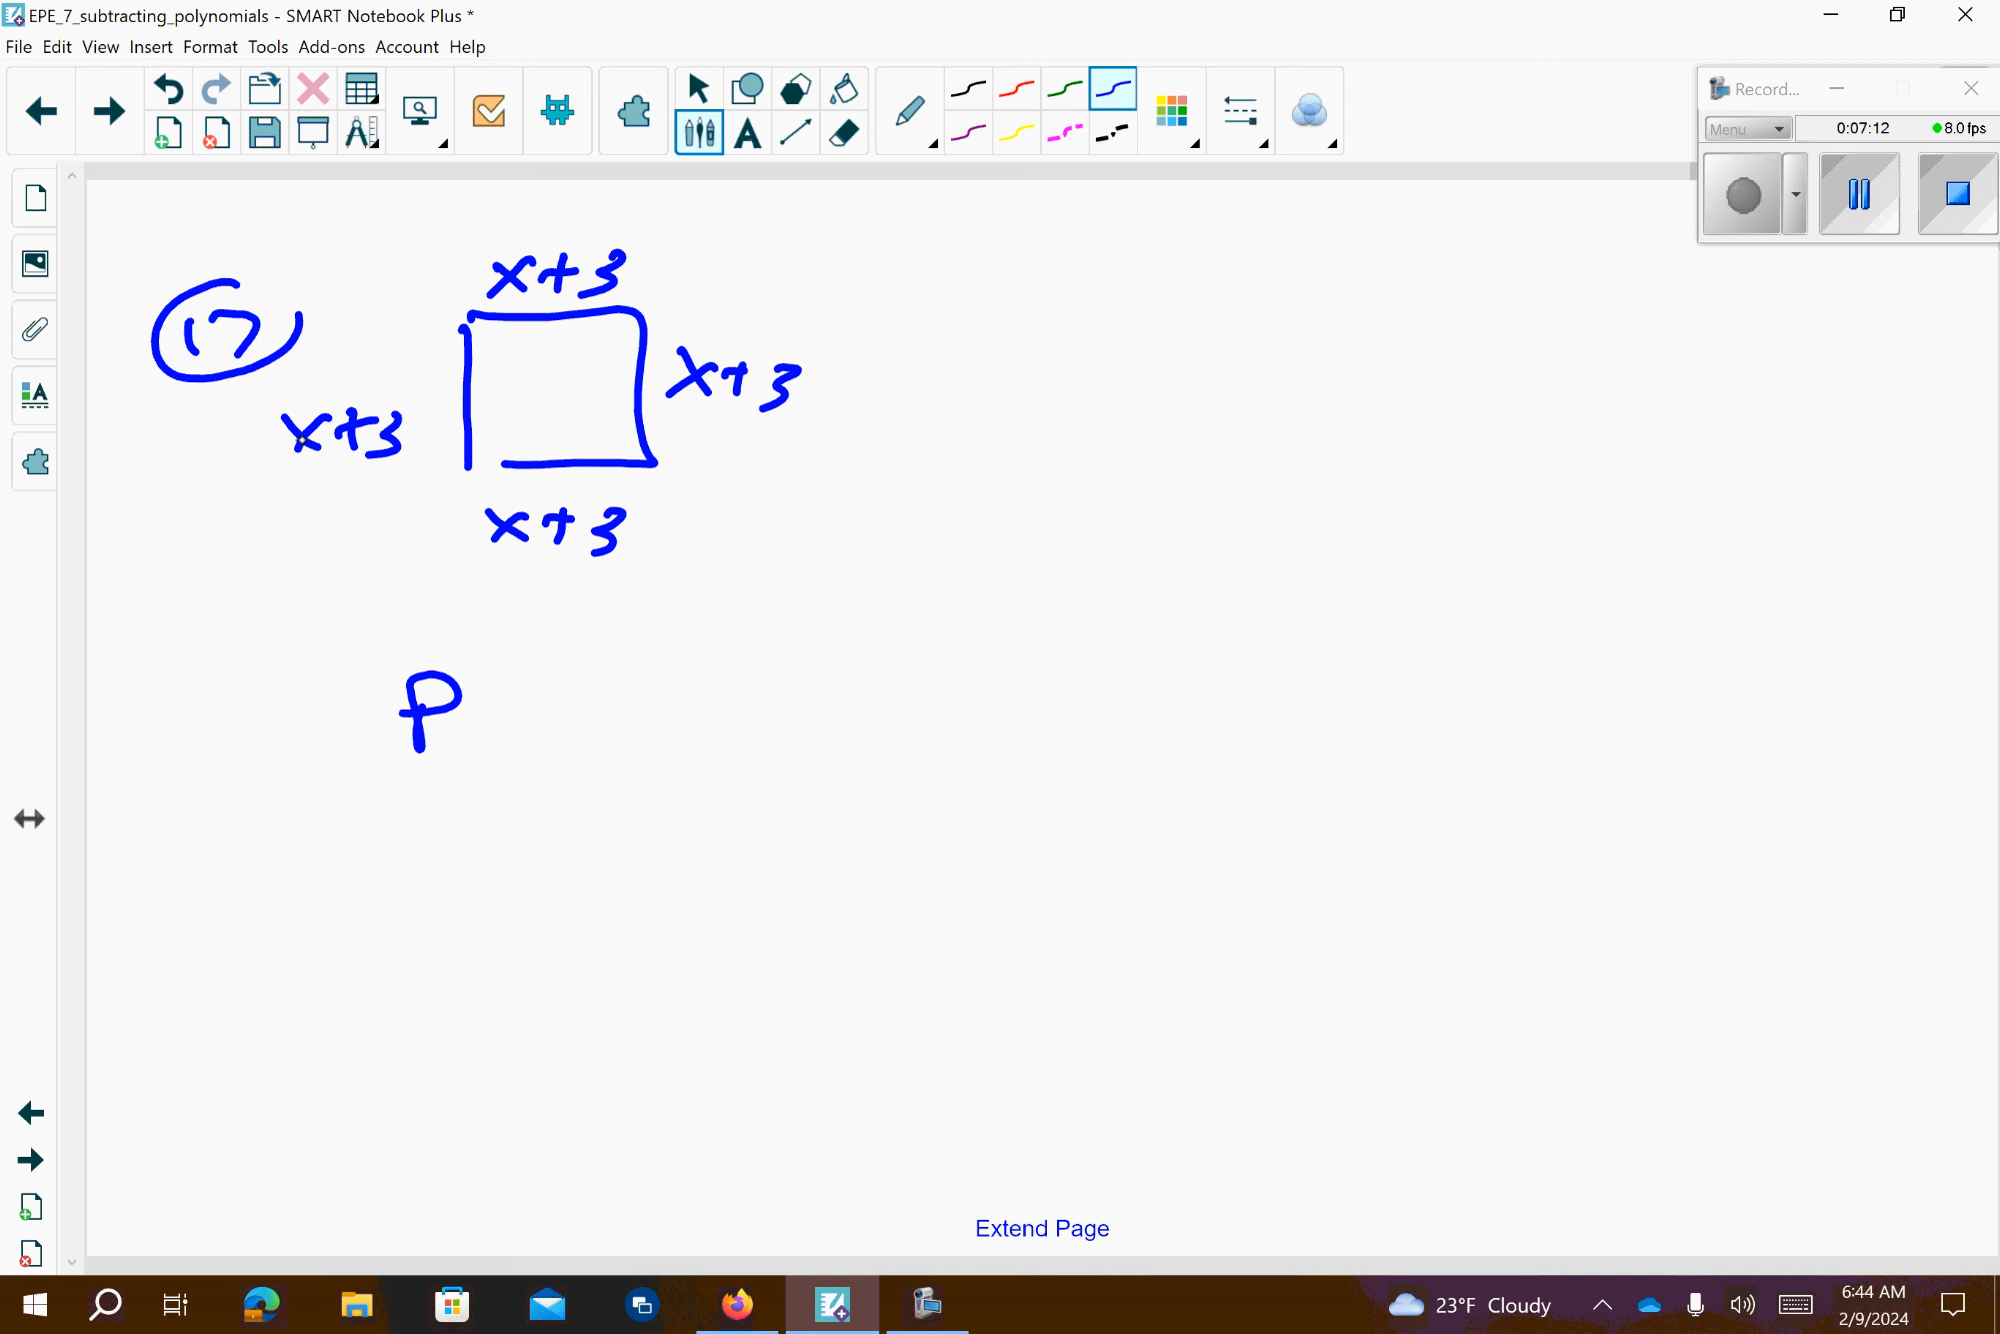 EPE_7_subtracting_polynomials - SMART Notebook Plus *
File Edit View Insert Format Tools Add-ons Account Help
Record...
Menu 0:07:12 8.0 fps
x+3
17
x+3
x+3
x+3
P
Extend Page
23°F Cloudy
6:44 AM
2/9/2024